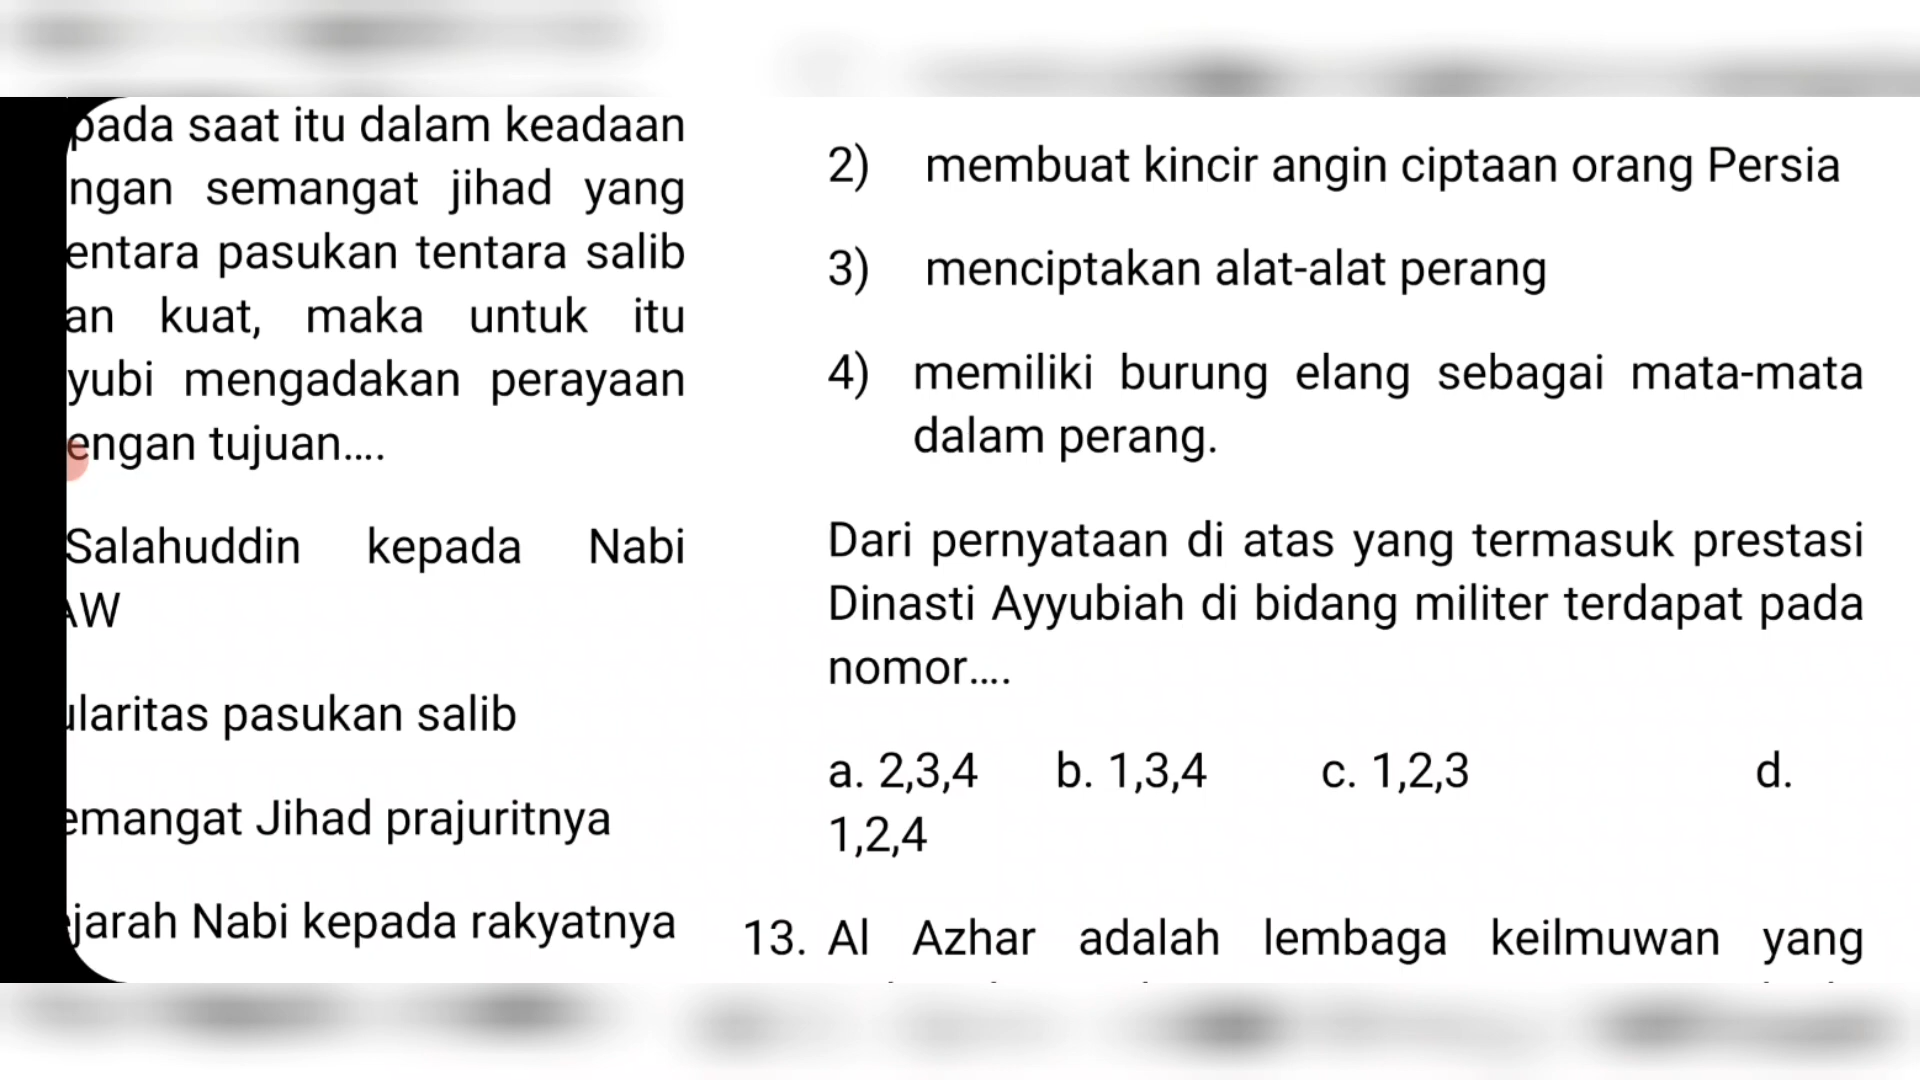 pada saat itu dalam keadaan
ngan semangat jihad yang
entara pasukan tentara salib
an kuat, maka untuk itu
yubi mengadakan perayaan
engan tujuan....
Salahuddin kepada Nabi
AW
ularitas pasukan salib
emangat Jihad prajuritnya
ejarah Nabi kepada rakyatnya
2) membuat kincir angin ciptaan orang Persia
3) menciptakan alat-alat perang
4) memiliki burung elang sebagai mata-mata
dalam perang.
Dari pernyataan di atas yang termasuk prestasi
Dinasti Ayyubiah di bidang militer terdapat pada
nomor....
a. 2,3,4 b. 1,3,4 c. 1,2,3 d.
1,2,4
13. Al Azhar adalah lembaga keilmuwan yang